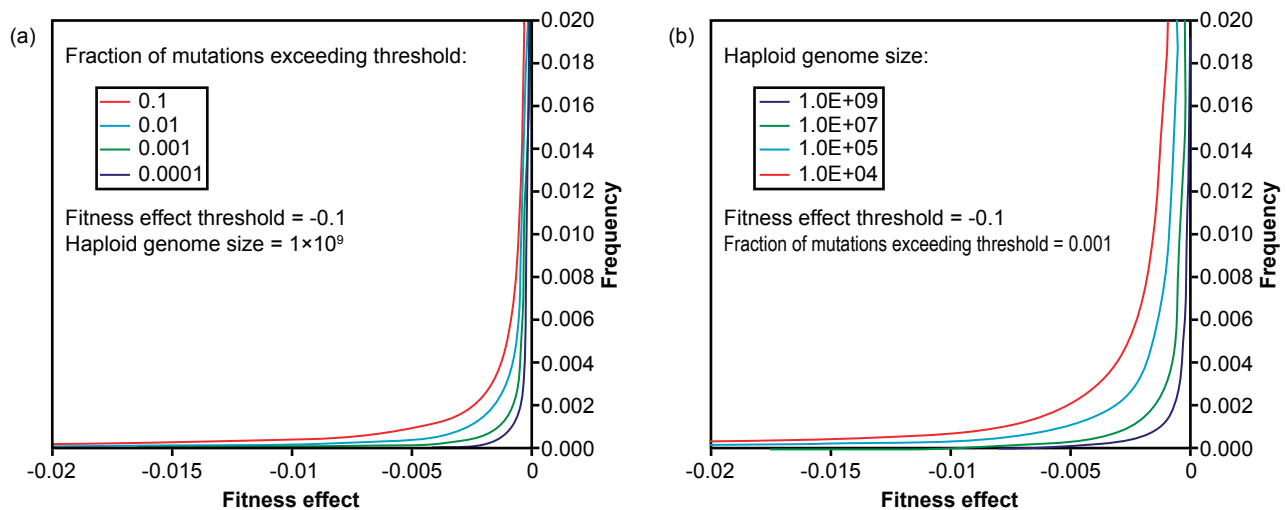 (a)
Fraction of mutations exceeding threshold:
0.1
0.01
0.001
0.0001
Fitness effect threshold = -0.1
Haploid genome size = 1×10⁹
0.020
0.018
0.016
0.014
0.012
0.010
0.008
0.006
0.004
0.002
0.000
Frequency
-0.02
-0.015
-0.01
-0.005
0
Fitness effect
(b)
Haploid genome size:
1.0E+09
1.0E+07
1.0E+05
1.0E+04
Fitness effect threshold = -0.1
Fraction of mutations exceeding threshold = 0.001
0.020
0.018
0.016
0.014
0.012
0.010
0.008
0.006
0.004
0.002
0.000
Frequency
-0.02
-0.015
-0.01
-0.005
0
Fitness effect